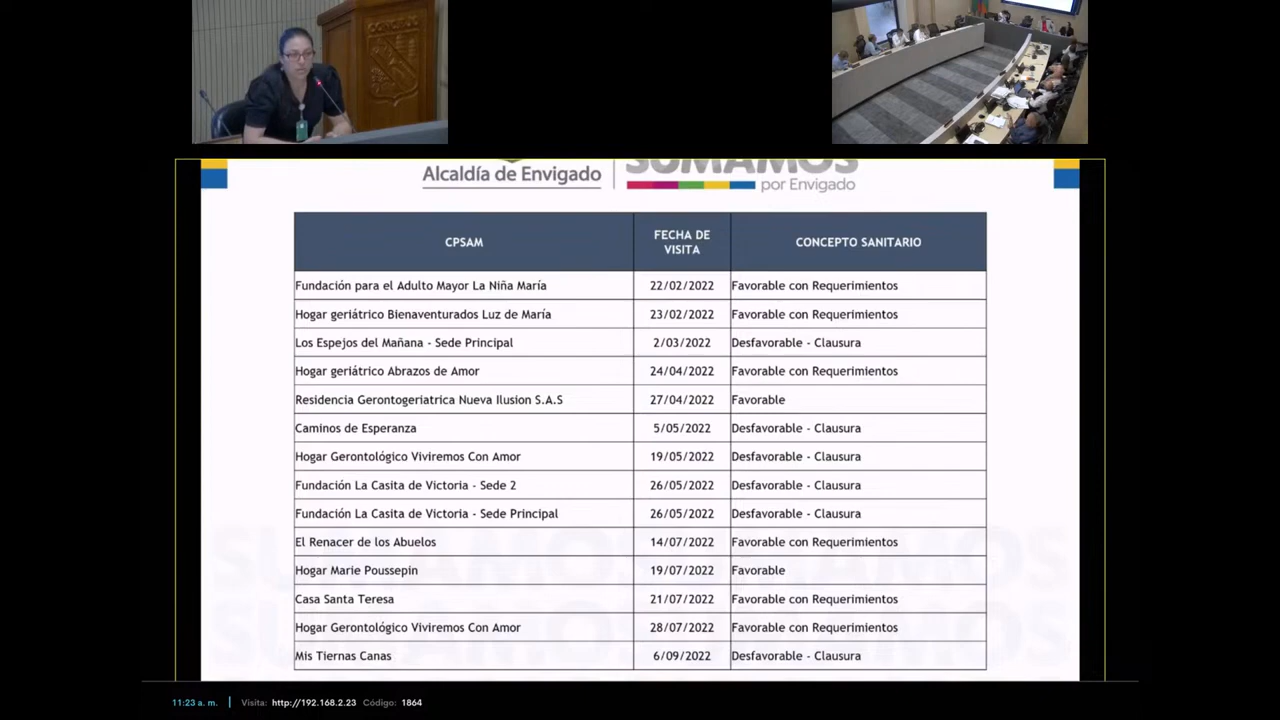 Alcaldía de Envigado
SUMAMOS
por Envigado
CPSAM FECHA DE VISITA CONCEPTO SANITARIO
Fundación para el Adulto Mayor La Niña María 22/02/2022 Favorable con Requerimientos
Hogar geriátrico Bienaventurados Luz de María 23/02/2022 Favorable con Requerimientos
Los Espejos del Mañana - Sede Principal 2/03/2022 Desfavorable - Clausura
Hogar geriátrico Abrazos de Amor 24/04/2022 Favorable con Requerimientos
Residencia Gerontogeriatrica Nueva Ilusion S.A.S 27/04/2022 Favorable
Caminos de Esperanza 5/05/2022 Desfavorable - Clausura
Hogar Gerontológico Viviremos Con Amor 19/05/2022 Desfavorable - Clausura
Fundación La Casita de Victoria - Sede 2 26/05/2022 Desfavorable - Clausura
Fundación La Casita de Victoria - Sede Principal 26/05/2022 Desfavorable - Clausura
El Renacer de los Abuelos 14/07/2022 Favorable con Requerimientos
Hogar Marie Poussepin 19/07/2022 Favorable
Casa Santa Teresa 21/07/2022 Favorable con Requerimientos
Hogar Gerontológico Viviremos Con Amor 28/07/2022 Favorable con Requerimientos
Mis Tiernas Canas 6/09/2022 Desfavorable - Clausura
11:23 a. m. | Visita: http://192.168.2.23 Código: 1864